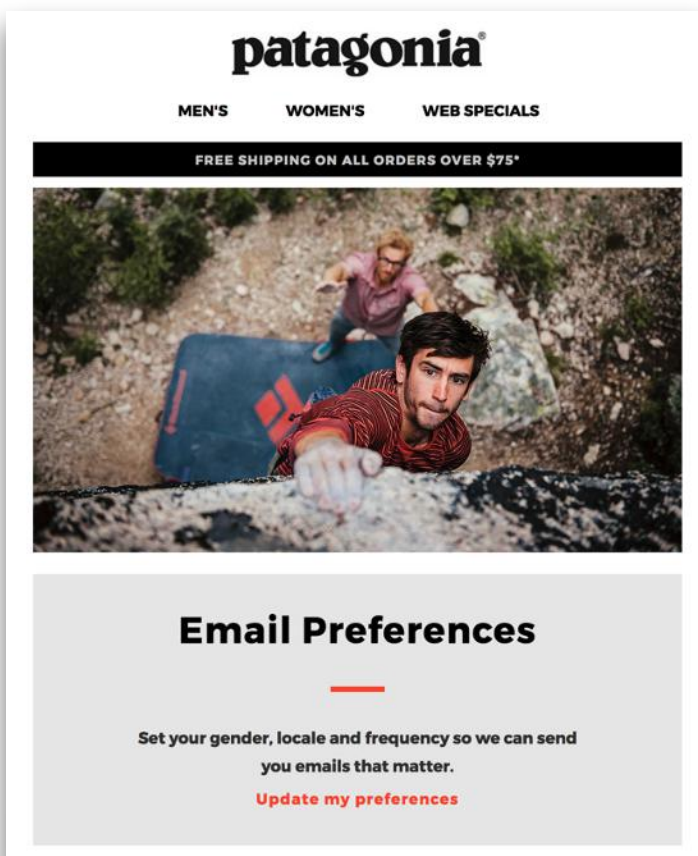 patagonia®
MEN'S WOMEN'S WEB SPECIALS
FREE SHIPPING ON ALL ORDERS OVER $75*
Email Preferences
Set your gender, locale and frequency so we can send
you emails that matter.
Update my preferences